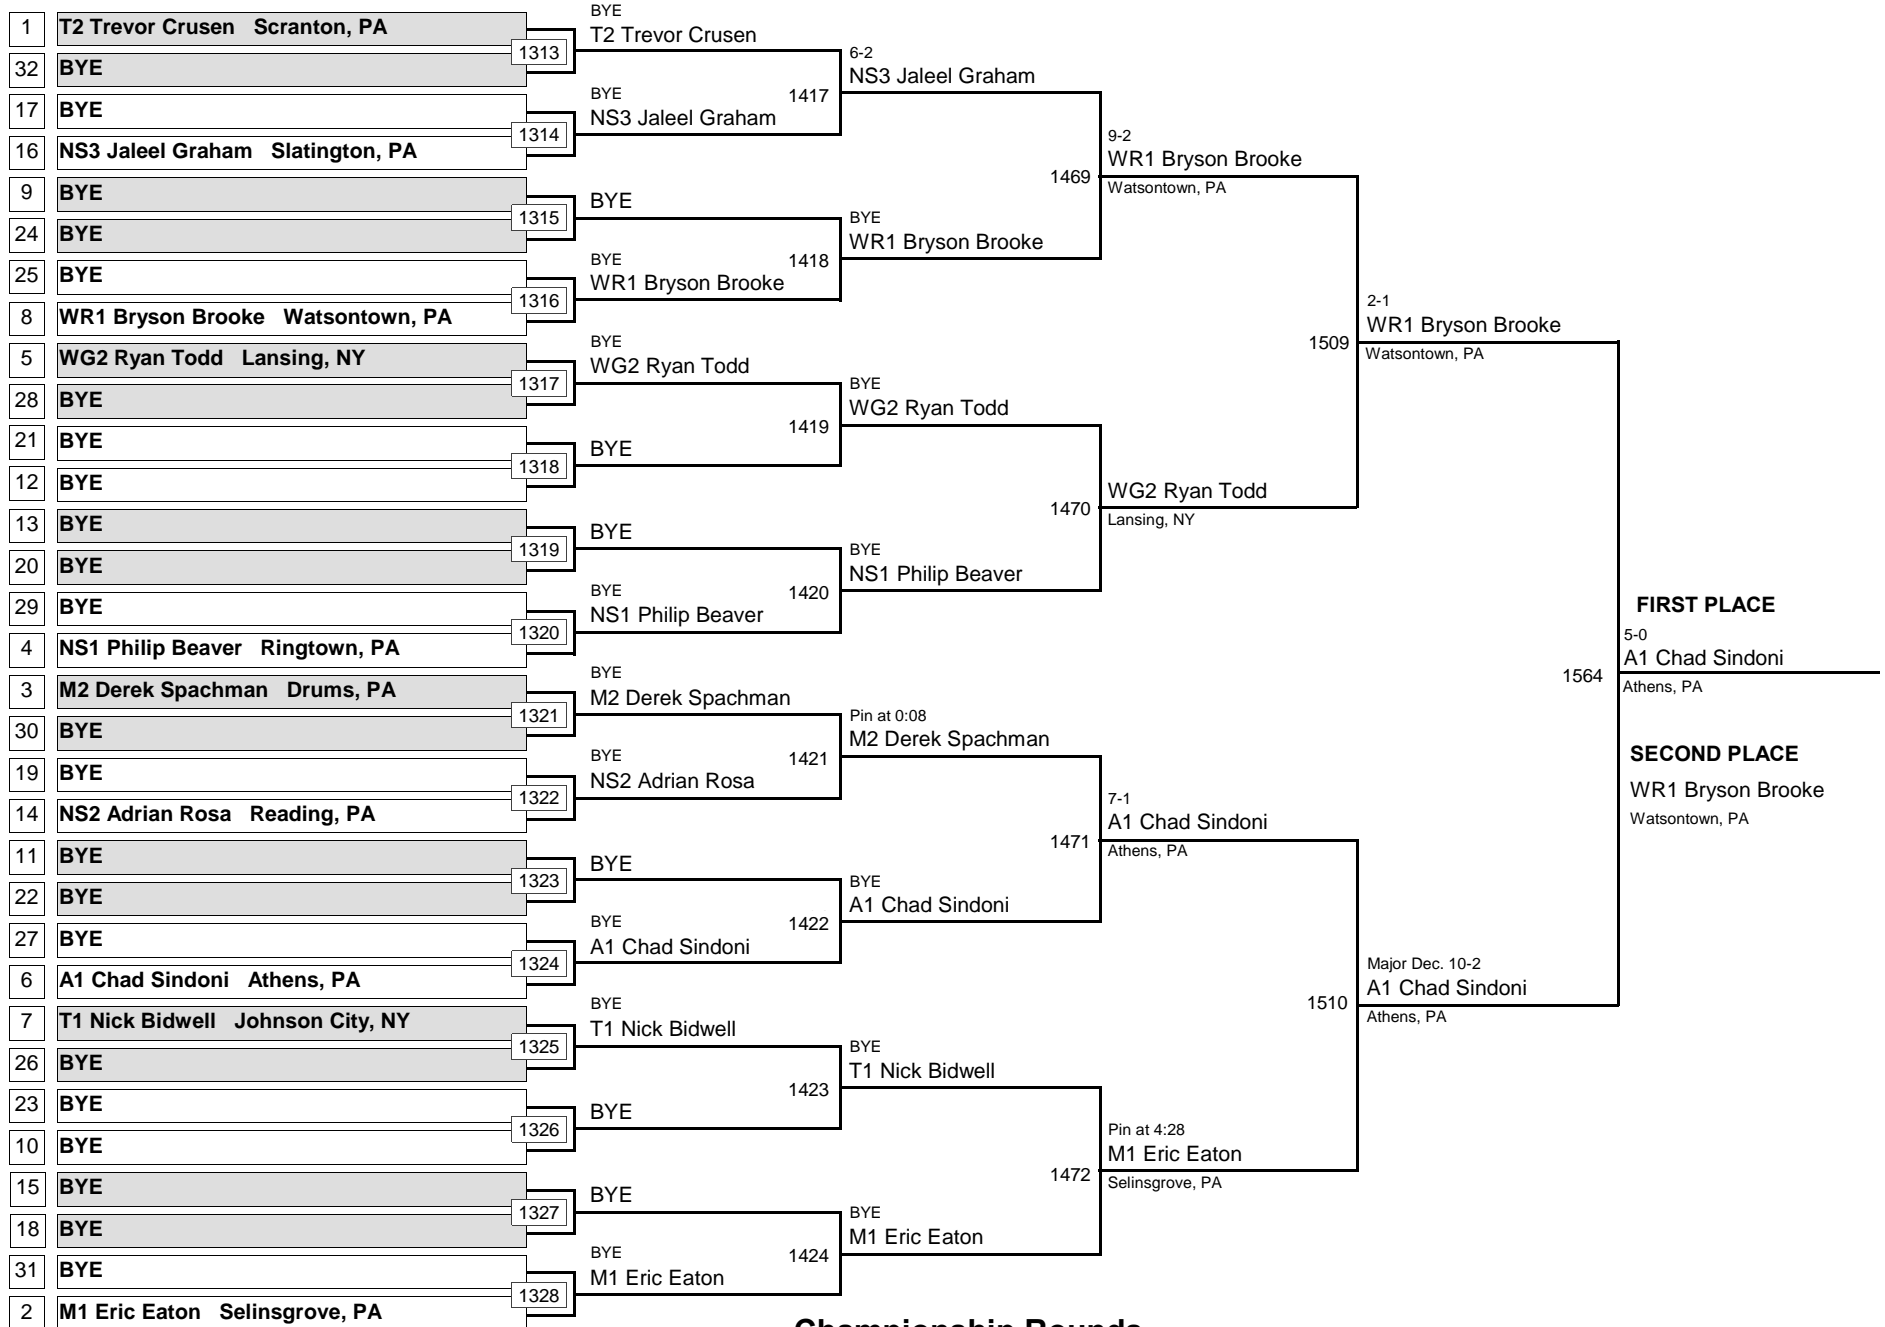 1 T2 Trevor Crusen Scranton, PA
32 BYE
1313
17 BYE
16 NS3 Jaleel Graham Slatington, PA
1314
9 BYE
24 BYE
1315
25 BYE
8 WR1 Bryson Brooke Watsontown, PA
1316
5 WG2 Ryan Todd Lansing, NY
28 BYE
1317
21 BYE
12 BYE
1318
13 BYE
20 BYE
1319
29 BYE
4 NS1 Philip Beaver Ringtown, PA
1320
3 M2 Derek Spachman Drums, PA
30 BYE
1321
19 BYE
14 NS2 Adrian Rosa Reading, PA
1322
11 BYE
22 BYE
1323
27 BYE
6 A1 Chad Sindoni Athens, PA
1324
7 T1 Nick Bidwell Johnson City, NY
26 BYE
1325
23 BYE
10 BYE
1326
15 BYE
18 BYE
1327
31 BYE
2 M1 Eric Eaton Selinsgrove, PA
1328
BYE
T2 Trevor Crusen
BYE
NS3 Jaleel Graham
1417
BYE
BYE
WR1 Bryson Brooke
1418
BYE
WG2 Ryan Todd
1419
BYE
BYE
BYE
NS1 Philip Beaver
1420
BYE
M2 Derek Spachman
BYE
NS2 Adrian Rosa
1421
BYE
BYE
A1 Chad Sindoni
1422
BYE
T1 Nick Bidwell
1423
BYE
BYE
BYE
M1 Eric Eaton
1424
6-2
NS3 Jaleel Graham
1469
BYE
WR1 Bryson Brooke
BYE
WG2 Ryan Todd
1470
BYE
NS1 Philip Beaver
Pin at 0:08
M2 Derek Spachman
1471
BYE
A1 Chad Sindoni
BYE
T1 Nick Bidwell
1472
BYE
M1 Eric Eaton
9-2
WR1 Bryson Brooke
Watsontown, PA
1509
WG2 Ryan Todd
Lansing, NY
7-1
A1 Chad Sindoni
Athens, PA
1510
Pin at 4:28
M1 Eric Eaton
Selinsgrove, PA
2-1
WR1 Bryson Brooke
Watsontown, PA
1564
Major Dec. 10-2
A1 Chad Sindoni
Athens, PA
FIRST PLACE
5-0
A1 Chad Sindoni
Athens, PA
SECOND PLACE
WR1 Bryson Brooke
Watsontown, PA
Championship Rounds